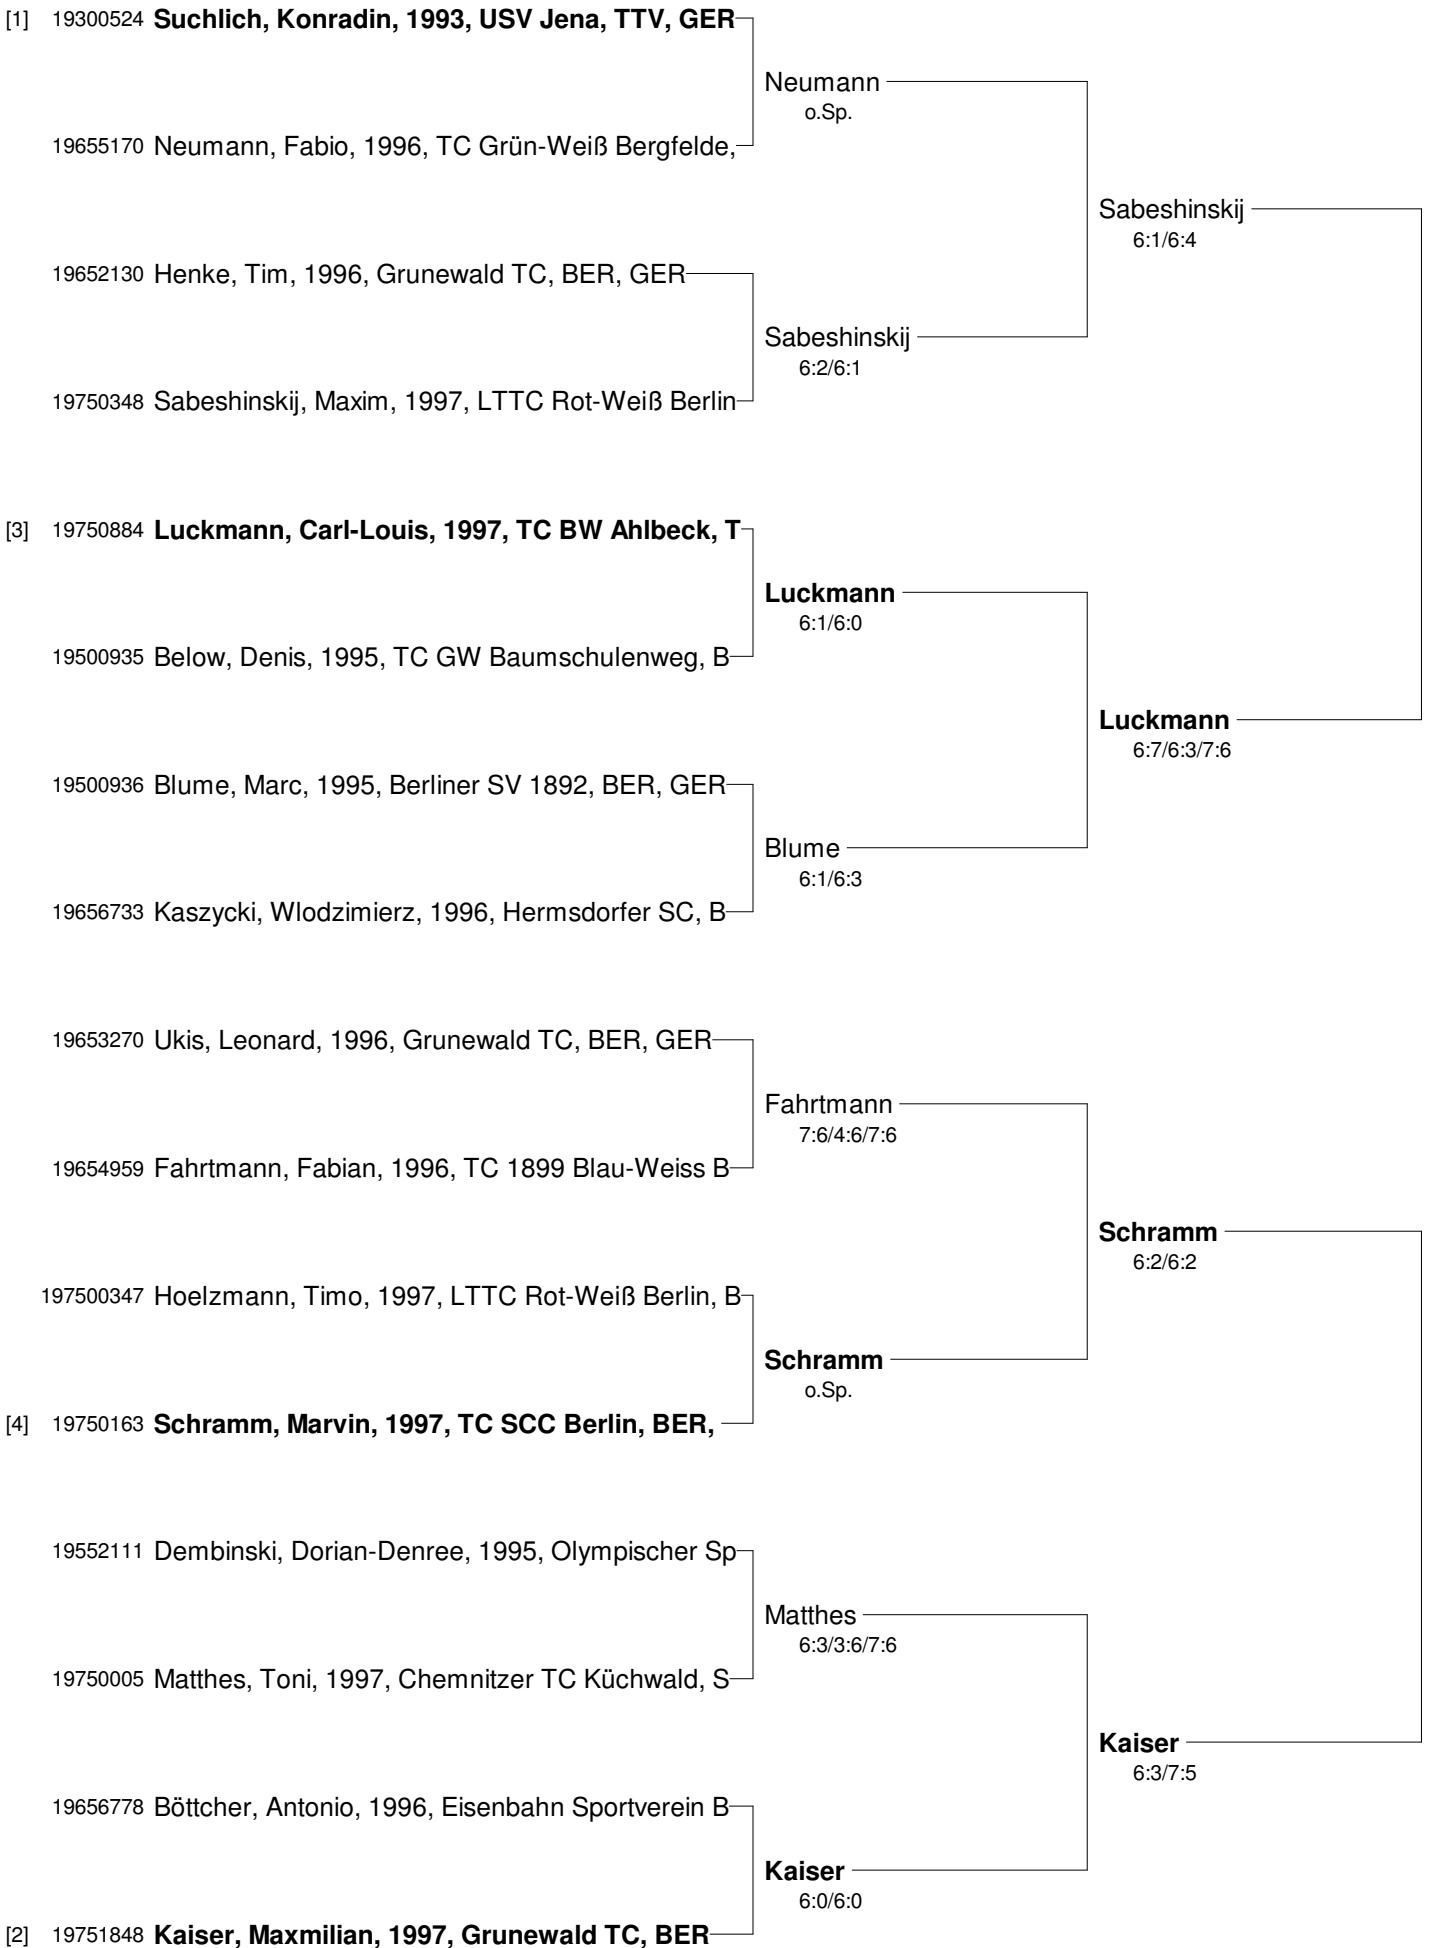 [1] 19300524 Suchlich, Konradin, 1993, USV Jena, TTV, GER
Neumann
o.Sp.
19655170 Neumann, Fabio, 1996, TC Grün-Weiß Bergfelde,
Sabeshinskij
6:1/6:4
19652130 Henke, Tim, 1996, Grunewald TC, BER, GER
Sabeshinskij
6:2/6:1
19750348 Sabeshinskij, Maxim, 1997, LTTC Rot-Weiß Berlin
[3] 19750884 Luckmann, Carl-Louis, 1997, TC BW Ahlbeck, T
Luckmann
6:1/6:0
19500935 Below, Denis, 1995, TC GW Baumschulenweg, B
Luckmann
6:7/6:3/7:6
19500936 Blume, Marc, 1995, Berliner SV 1892, BER, GER
Blume
6:1/6:3
19656733 Kaszycki, Wlodzimierz, 1996, Hermsdorfer SC, B
19653270 Ukis, Leonard, 1996, Grunewald TC, BER, GER
Fahrtmann
7:6/4:6/7:6
19654959 Fahrtmann, Fabian, 1996, TC 1899 Blau-Weiss B
Schramm
6:2/6:2
197500347 Hoelzmann, Timo, 1997, LTTC Rot-Weiß Berlin, B
Schramm
o.Sp.
[4] 19750163 Schramm, Marvin, 1997, TC SCC Berlin, BER,
19552111 Dembinski, Dorian-Denree, 1995, Olympischer Sp
Matthes
6:3/3:6/7:6
19750005 Matthes, Toni, 1997, Chemnitzer TC Küchwald, S
Kaiser
6:3/7:5
19656778 Böttcher, Antonio, 1996, Eisenbahn Sportverein B
Kaiser
6:0/6:0
[2] 19751848 Kaiser, Maxmilian, 1997, Grunewald TC, BER